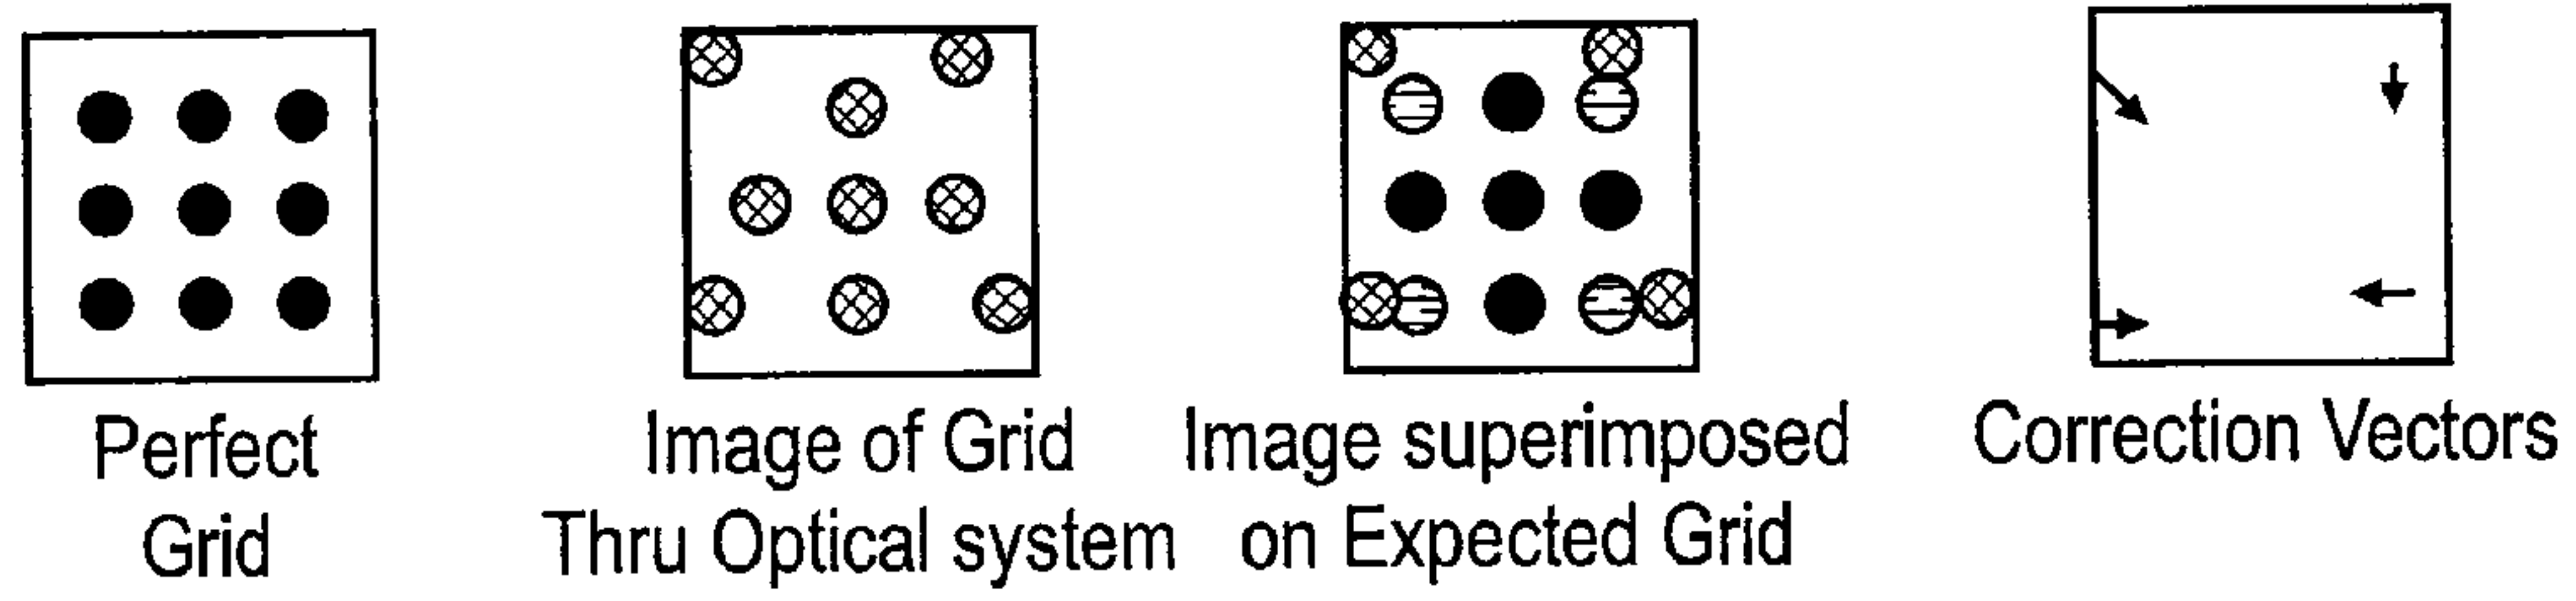 Perfect
Grid
Image of Grid
Thru Optical system
Image superimposed
on Expected Grid
Correction Vectors